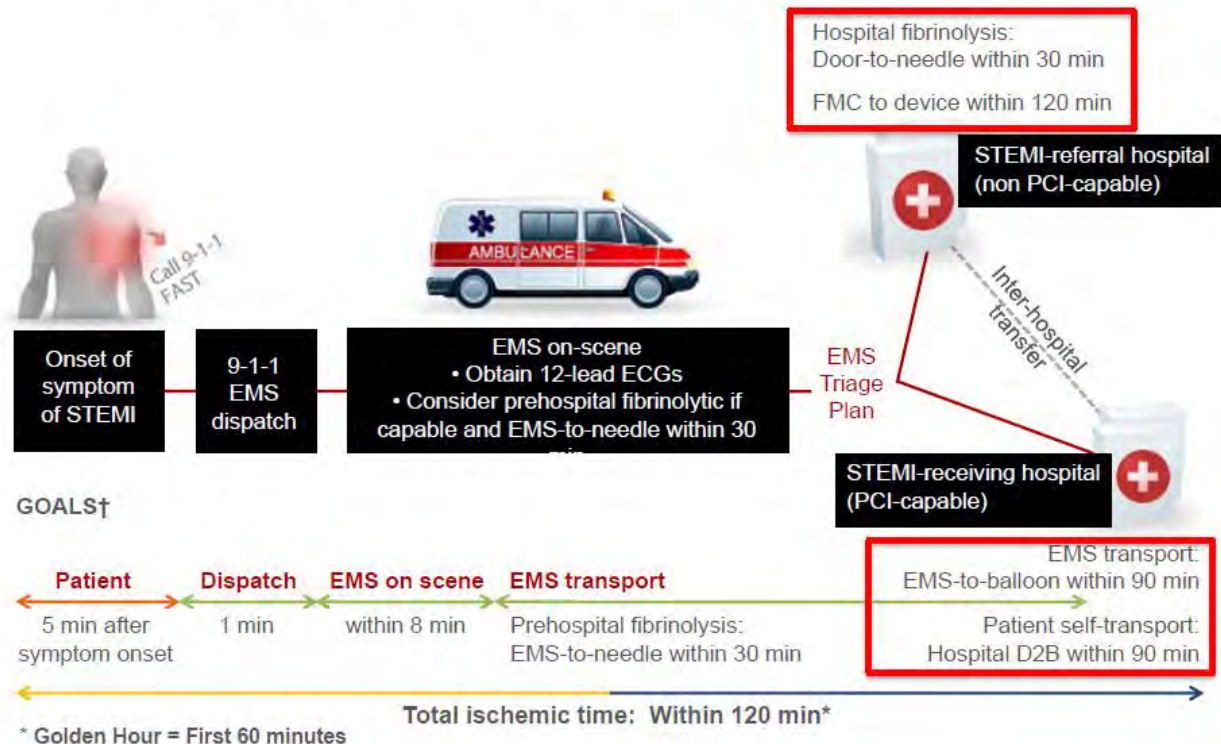 Hospital fibrinolysis:
Door-to-needle within 30 min
FMC to device within 120 min
STEMI-referral hospital
(non PCI-capable)
Call 9-1-1
FAST
AMBULANCE
Inter-hospital
transfer
Onset of
symptom
of STEMI
9-1-1
EMS
dispatch
EMS on-scene
• Obtain 12-lead ECGs
• Consider prehospital fibrinolytic if
capable and EMS-to-needle within 30
min
EMS
Triage
Plan
STEMI-receiving hospital
(PCI-capable)
GOALS†
Patient
5 min after
symptom onset
Dispatch
1 min
EMS on scene
within 8 min
EMS transport
Prehospital fibrinolysis:
EMS-to-needle within 30 min
EMS transport:
EMS-to-balloon within 90 min
Patient self-transport:
Hospital D2B within 90 min
Total ischemic time: Within 120 min*
* Golden Hour = First 60 minutes